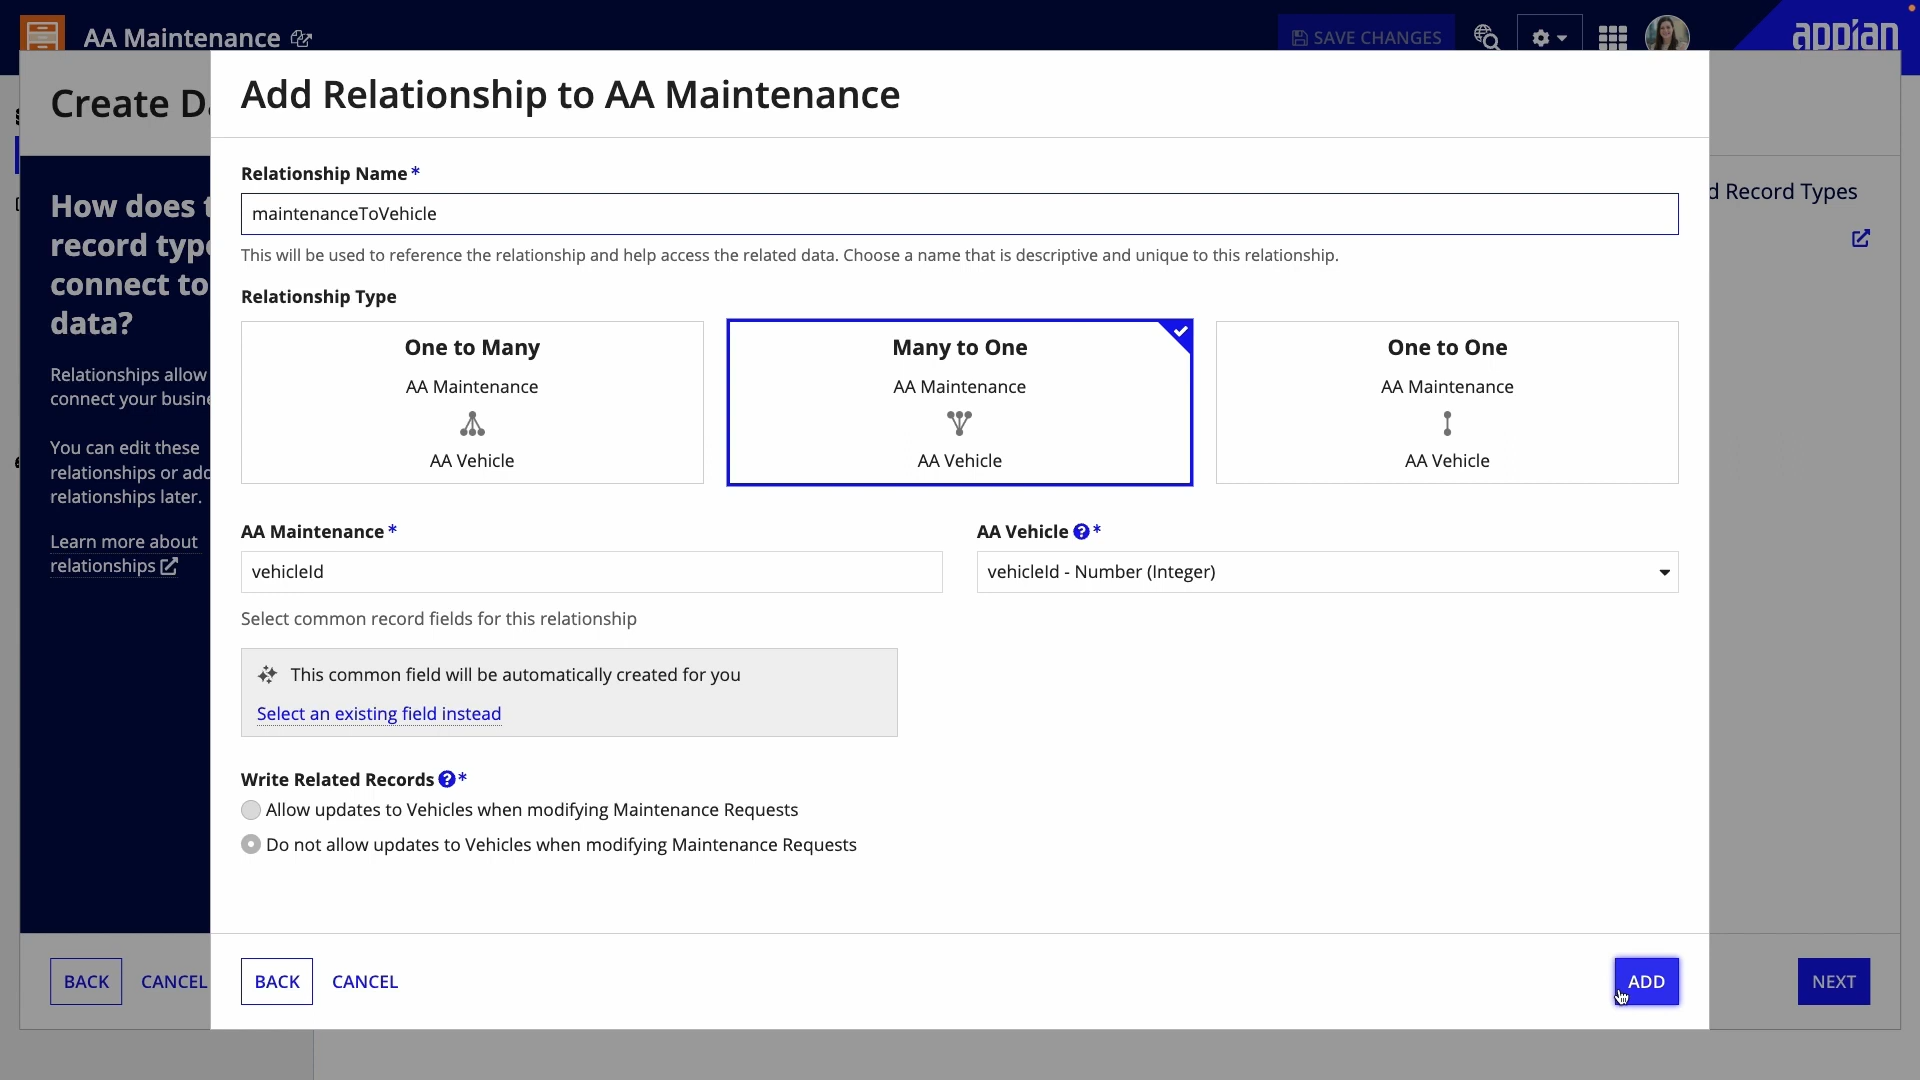 AA Maintenance
SAVE CHANGES
appian
Create Da
Add Relationship to AA Maintenance
How does t
record type
connect to
data?
Relationships allow
connect your busine
You can edit these
relationships or add
relationships later.
Learn more about
relationships
Relationship Name *
maintenanceToVehicle
This will be used to reference the relationship and help access the related data. Choose a name that is descriptive and unique to this relationship.
Relationship Type
One to Many
AA Maintenance
AA Vehicle
Many to One
AA Maintenance
AA Vehicle
One to One
AA Maintenance
AA Vehicle
AA Maintenance *
vehicleId
AA Vehicle ? *
vehicleId - Number (Integer)
Select common record fields for this relationship
This common field will be automatically created for you
Select an existing field instead
Write Related Records ? *
Allow updates to Vehicles when modifying Maintenance Requests
Do not allow updates to Vehicles when modifying Maintenance Requests
d Record Types
BACK
CANCEL
BACK
CANCEL
ADD
NEXT